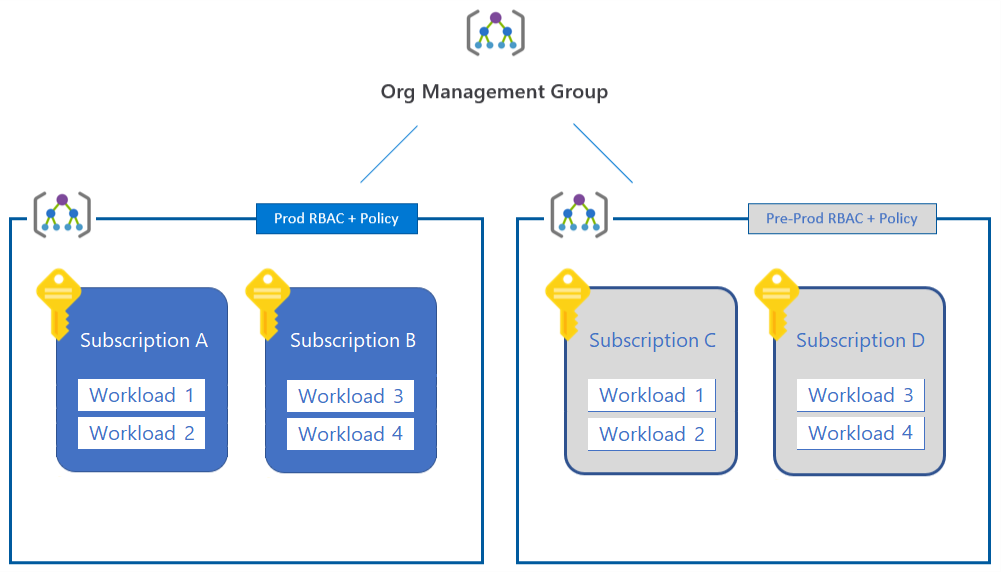 Org Management Group
Prod RBAC + Policy
Subscription A
Workload 1
Workload 2
Subscription B
Workload 3
Workload 4
Pre-Prod RBAC + Policy
Subscription C
Workload 1
Workload 2
Subscription D
Workload 3
Workload 4